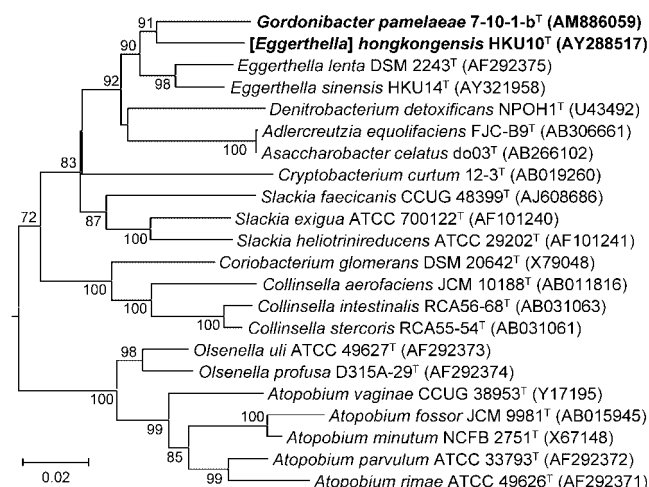 91 Gordonibacter pamelaeae 7-10-1-bᵀ (AM886059)
90 [Eggerthella] hongkongensis HKU10ᵀ (AY288517)
Eggerthella lenta DSM 2243ᵀ (AF292375)
92 98 Eggerthella sinensis HKU14ᵀ (AY321958)
Denitrobacterium detoxificans NPOH1ᵀ (U43492)
Adlercreutzia equolifaciens FJC-B9ᵀ (AB306661)
100 Asaccharobacter celatus do03ᵀ (AB266102)
83 Cryptobacterium curtum 12-3ᵀ (AB019260)
Slackia faecicanis CCUG 48399ᵀ (AJ608686)
72 87 Slackia exigua ATCC 700122ᵀ (AF101240)
100 Slackia heliotrinireducens ATCC 29202ᵀ (AF101241)
Coriobacterium glomerans DSM 20642ᵀ (X79048)
100 Collinsella aerofaciens JCM 10188ᵀ (AB011816)
100 Collinsella intestinalis RCA56-68ᵀ (AB031063)
100 Collinsella stercoris RCA55-54ᵀ (AB031061)
98 Olsenella uli ATCC 49627ᵀ (AF292373)
Olsenella profusa D315A-29ᵀ (AF292374)
100 Atopobium vaginae CCUG 38953ᵀ (Y17195)
99 100 Atopobium fossor JCM 9981ᵀ (AB015945)
Atopobium minutum NCFB 2751ᵀ (X67148)
85 Atopobium parvulum ATCC 33793ᵀ (AF292372)
0.02 99 Atopobium rimae ATCC 49626ᵀ (AF292371)